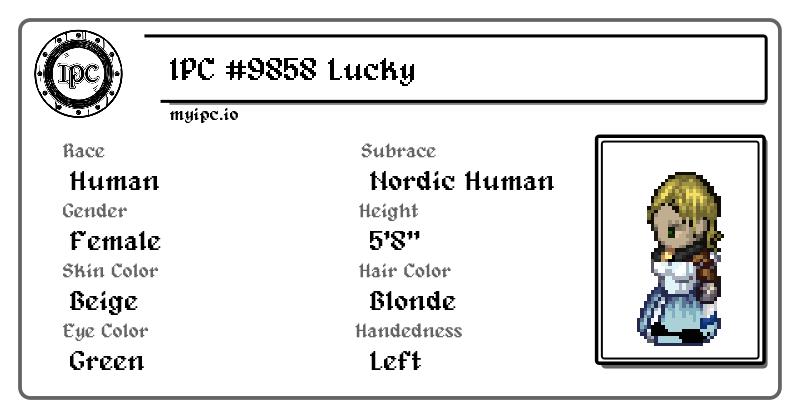 IPC
IPC #9858 Lucky
myipc.io
Race
Human
Subrace
Nordic Human
Gender
Female
Height
5'8"
Skin Color
Beige
Hair Color
Blonde
Eye Color
Green
Handedness
Left